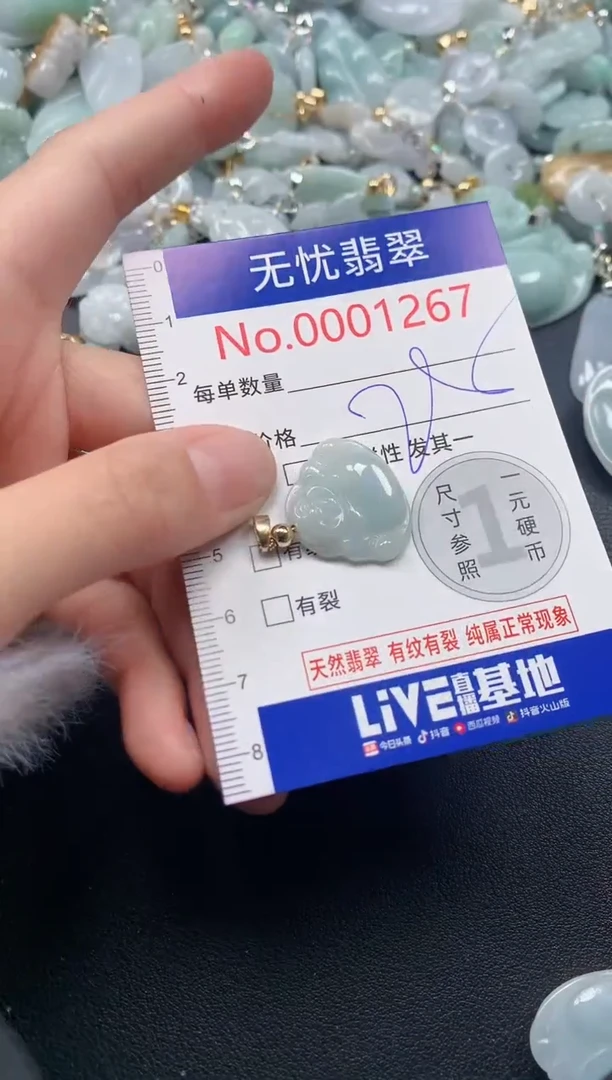 无忧翡翠
No.0001267
0
1
2
每单数量
价格
性 发其一
尺寸参照
1
一元硬币
5
有
6
有裂
天然翡翠 有纹有裂 纯属正常现象
7
LiVE直播基地
8
今日头条 抖音 西瓜视频 抖音火山版